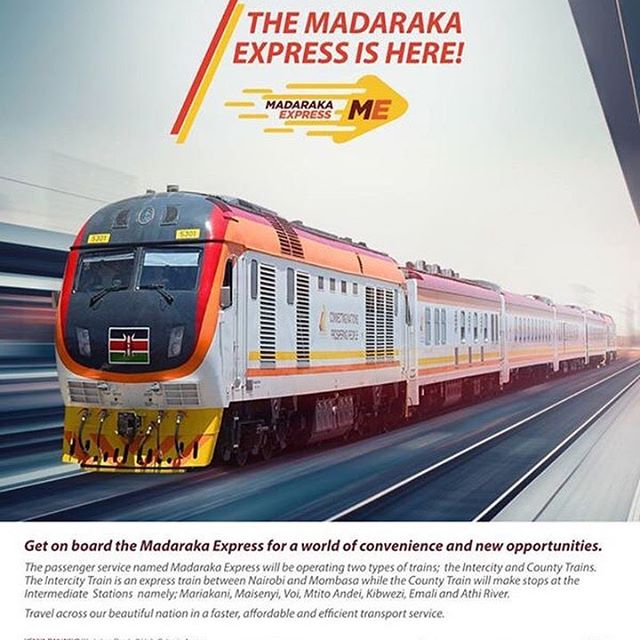 THE MADARAKA
EXPRESS IS HERE!
MADARAKA
EXPRESS
ME
5301
5301
CONNECTING NATIONS
PROSPERING PEOPLE
Get on board the Madaraka Express for a world of convenience and new opportunities.
The passenger service named Madaraka Express will be operating two types of trains; the Intercity and County Trains.
The Intercity Train is an express train between Nairobi and Mombasa while the County Train will make stops at the
Intermediate Stations namely; Mariakani, Maisenyi, Voi, Mtito Andei, Kibwezi, Emali and Athi River.
Travel across our beautiful nation in a faster, affordable and efficient transport service.